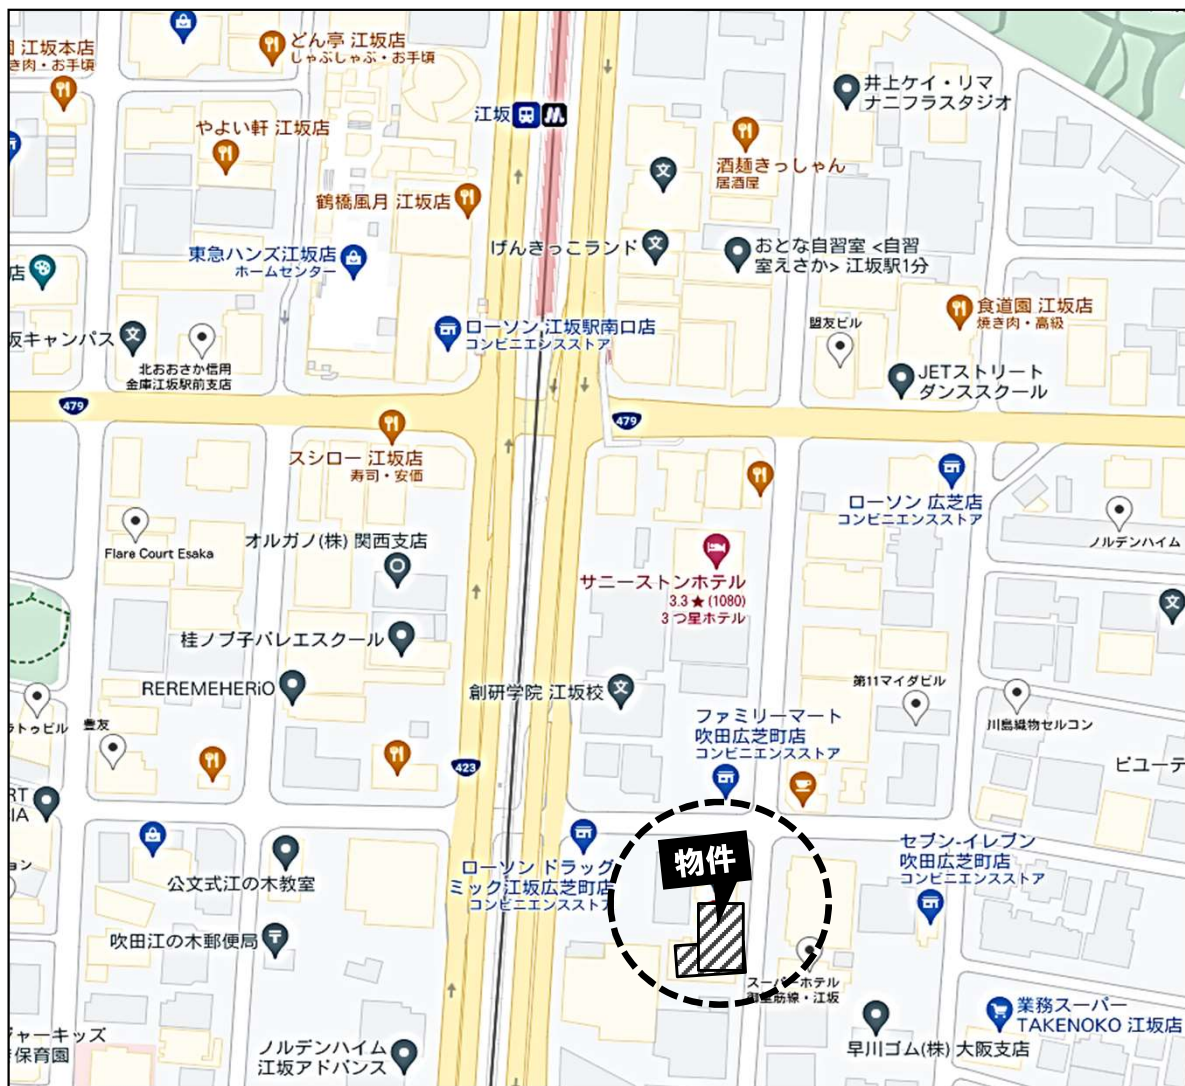 江坂本店
き肉・お手頃
どん亭 江坂店
しゃぶしゃぶ・お手頃
江坂
井上ケイ・リマ
ナニフラスタジオ
やよい軒 江坂店
酒麺きっしゃん
居酒屋
鶴橋風月 江坂店
東急ハンズ江坂店
ホームセンター
げんきっこランド
文
文
おとな自習室 <自習
室えさか> 江坂駅1分
店
阪キャンパス
文
北おおさか信用
金庫江坂駅前支店
ローソン 江坂駅南口店
コンビニエンスストア
盟友ビル
食道園 江坂店
焼き肉・高級
JETストリート
ダンススクール
479
479
スシロー 江坂店
寿司・安価
ローソン 広芝店
コンビニエンスストア
Flare Court Esaka
オルガノ(株) 関西支店
サニーストンホテル
3.3★(1080)
3 つ星ホテル
ノルデンハイム
文
桂ノブ子バレエスクール
REREMEHERiO
創研学院 江坂校
文
第11マイダビル
川島織物セルコン
ラトゥビル
豊友
423
ファミリーマート
吹田広芝町店
コンビニエンスストア
ビユーテ
RT
IA
ョン
公文式江の木教室
ローソン ドラッグ
ミック江坂広芝町店
コンビニエンスストア
物件
セブン-イレブン
吹田広芝町店
コンビニエンスストア
吹田江の木郵便局
〒
スーパーホテル
御堂筋線・江坂
ジャーキッズ
保育園
ノルデンハイム
江坂アドバンス
早川ゴム(株) 大阪支店
業務スーパー
TAKENOKO 江坂店